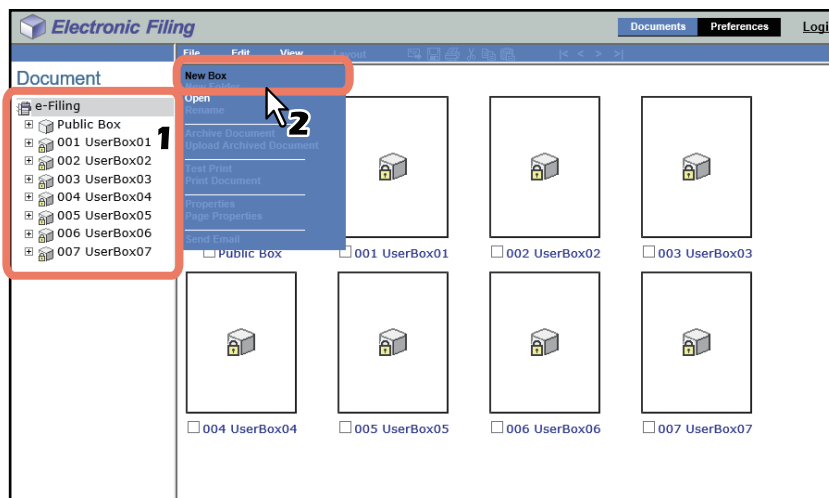 Electronic Filing
Documents Preferences Logi
File Edit View Layout |< < > >|
Document
e-Filing
Public Box
001 UserBox01
002 UserBox02
003 UserBox03
004 UserBox04
005 UserBox05
006 UserBox06
007 UserBox07
1
New Box
New Folder
Open
Rename
2
Archive Document
Upload Archived Document
Test Print
Print Document
Properties
Page Properties
Send Email
Public Box 001 UserBox01 002 UserBox02 003 UserBox03
004 UserBox04 005 UserBox05 006 UserBox06 007 UserBox07